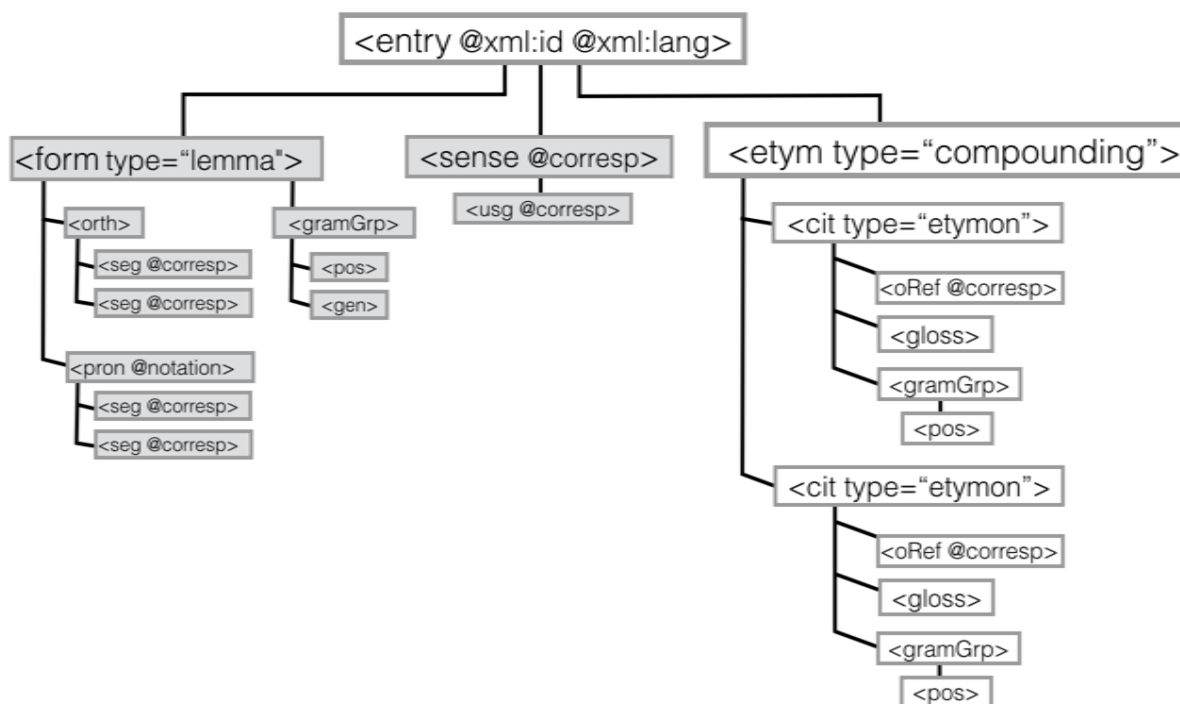 <entry @xml:id @xml:lang>
<form type=“lemma">
<orth>
<seg @corresp>
<seg @corresp>
<pron @notation>
<seg @corresp>
<seg @corresp>
<gramGrp>
<pos>
<gen>
<sense @corresp>
<usg @corresp>
<etym type=“compounding”>
<cit type=“etymon”>
<oRef @corresp>
<gloss>
<gramGrp>
<pos>
<cit type=“etymon”>
<oRef @corresp>
<gloss>
<gramGrp>
<pos>